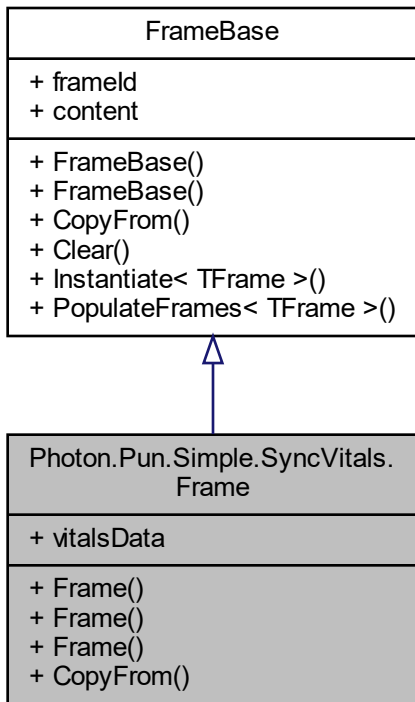 FrameBase
+ frameId
+ content
+ FrameBase()
+ FrameBase()
+ CopyFrom()
+ Clear()
+ Instantiate< TFrame >()
+ PopulateFrames< TFrame >()
Photon.Pun.Simple.SyncVitals.
Frame
+ vitalsData
+ Frame()
+ Frame()
+ Frame()
+ CopyFrom()